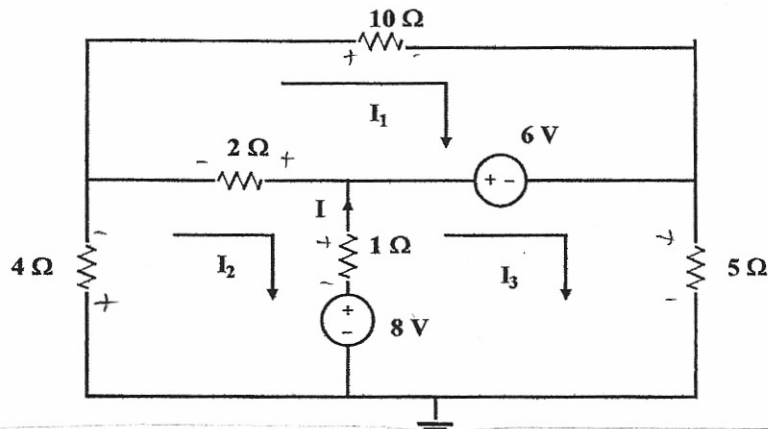 10 Ω
+ -
I₁
6 V
- 2 Ω +
+ -
I
- + 1 Ω +
4 Ω I₂ I₃ 5 Ω
+ - -
+
- 8 V